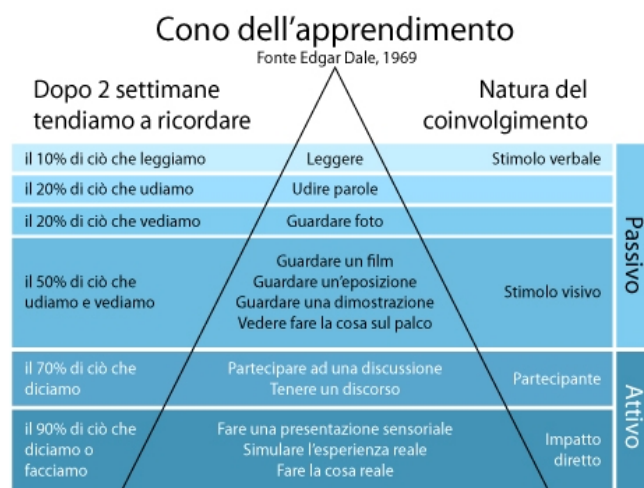 Cono dell'apprendimento
Fonte Edgar Dale, 1969
Dopo 2 settimane
tendiamo a ricordare
Natura del
coinvolgimento
il 10% di ciò che leggiamo
Leggere
Stimolo verbale
il 20% di ciò che udiamo
Udire parole
il 20% di ciò che vediamo
Guardare foto
il 50% di ciò che
udiamo e vediamo
Guardare un film
Guardare un'eposizione
Guardare una dimostrazione
Vedere fare la cosa sul palco
Stimolo visivo
Passivo
il 70% di ciò che
diciamo
Partecipare ad una discussione
Tenere un discorso
Partecipante
il 90% di ciò che
diciamo o
facciamo
Fare una presentazione sensoriale
Simulare l'esperienza reale
Fare la cosa reale
Impatto
diretto
Attivo